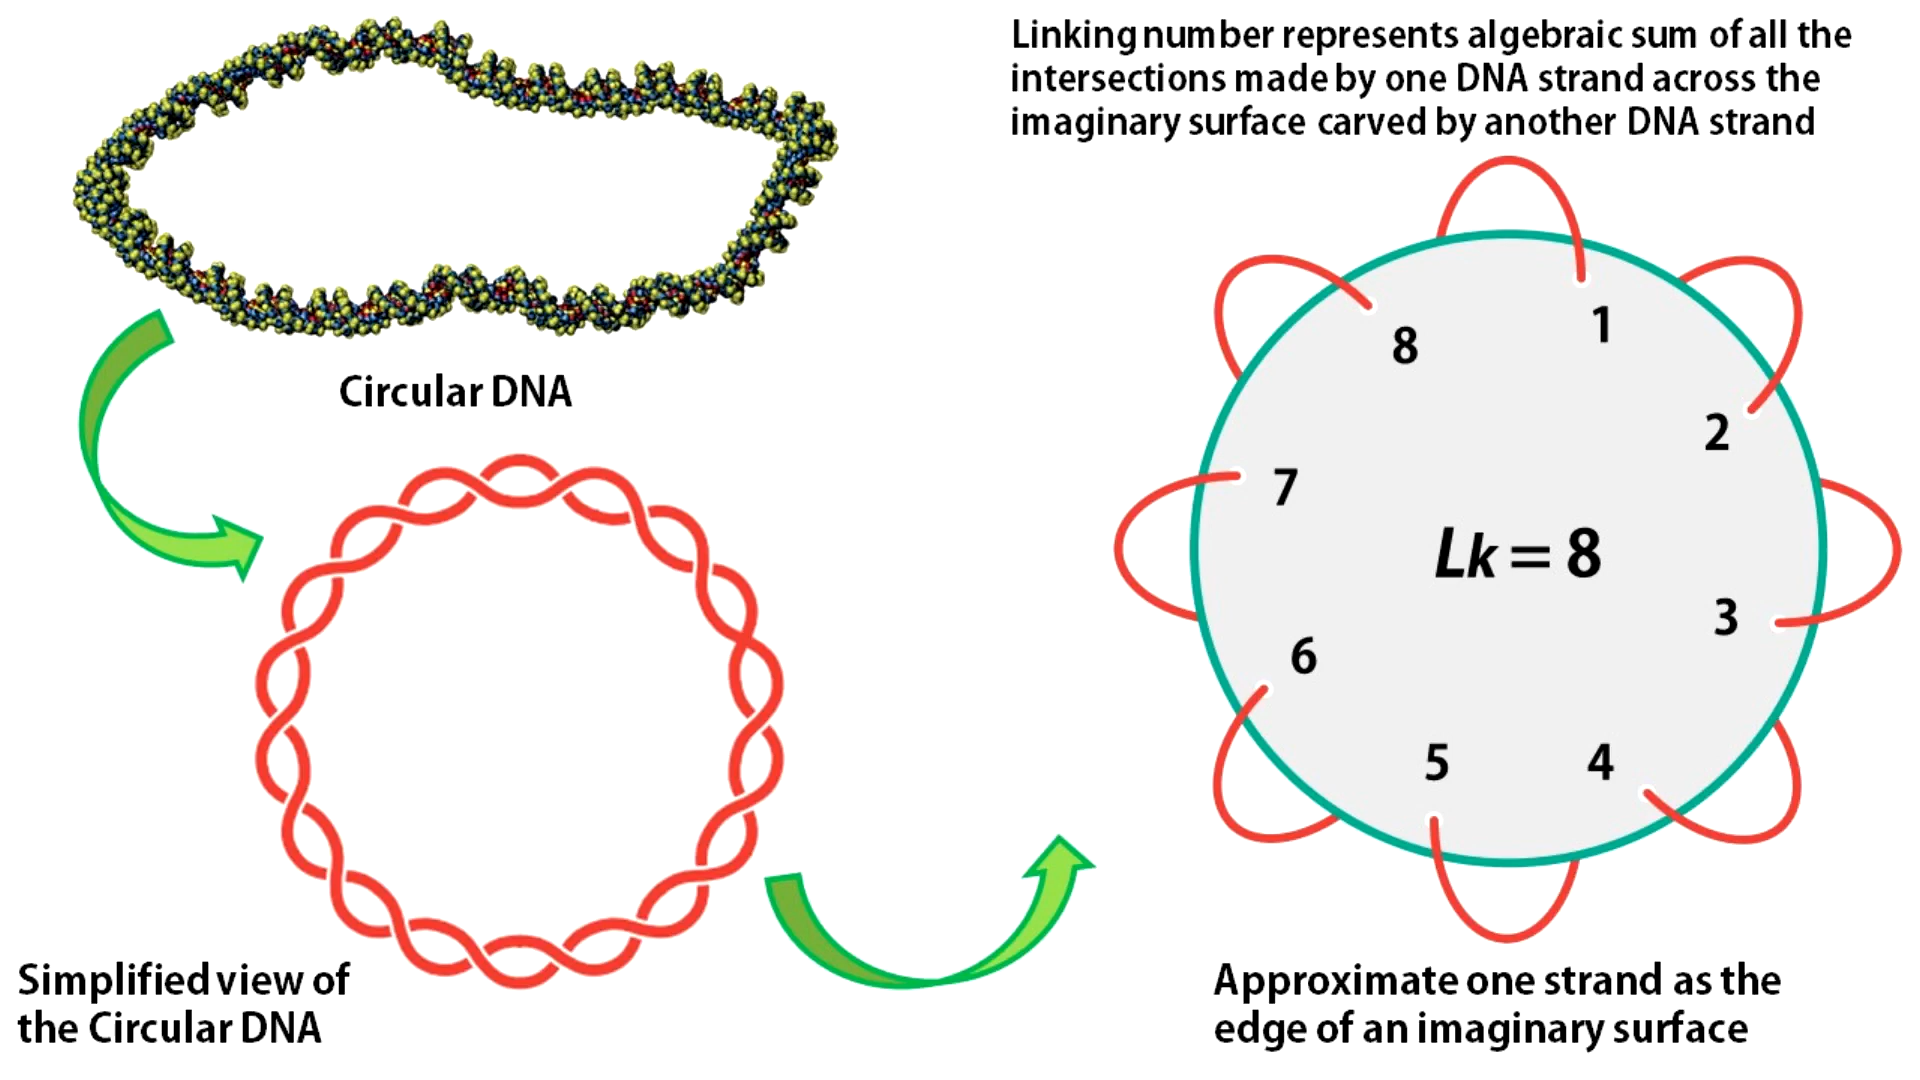 Linking number represents algebraic sum of all the
intersections made by one DNA strand across the
imaginary surface carved by another DNA strand
Circular DNA
1
8
2
7
Lk = 8
3
6
5
4
Simplified view of
the Circular DNA
Approximate one strand as the
edge of an imaginary surface